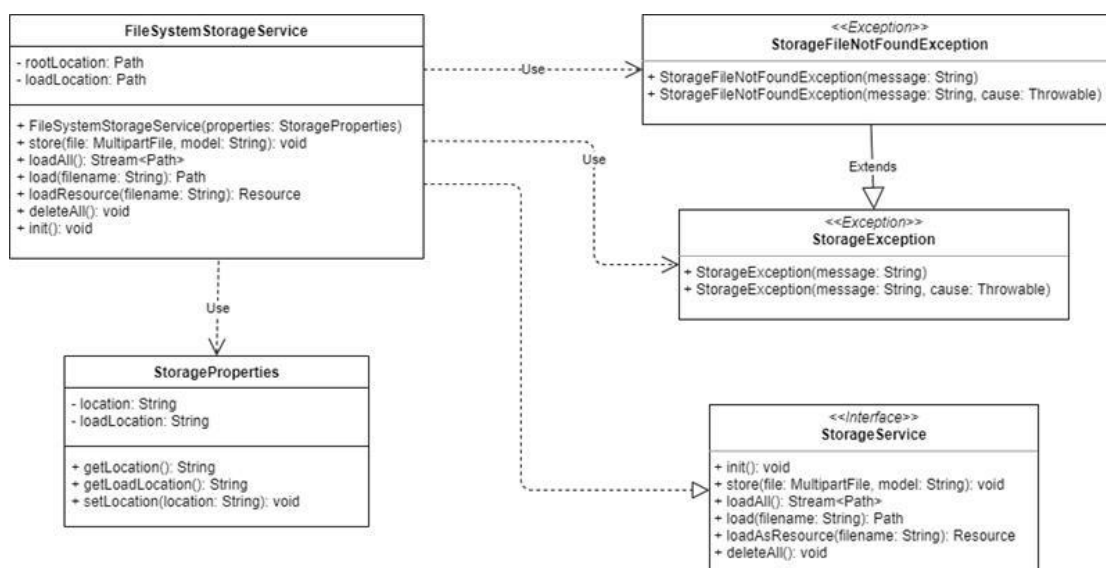 FileSystemStorageService
- rootLocation: Path
- loadLocation: Path
+ FileSystemStorageService(properties: StorageProperties)
+ store(file: MultipartFile, model: String): void
+ loadAll(): Stream<Path>
+ load(filename: String): Path
+ loadResource(filename: String): Resource
+ deleteAll(): void
+ init(): void
Use
<<Exception>>
StorageFileNotFoundException
+ StorageFileNotFoundException(message: String)
+ StorageFileNotFoundException(message: String, cause: Throwable)
Use
Extends
<<Exception>>
StorageException
+ StorageException(message: String)
+ StorageException(message: String, cause: Throwable)
Use
StorageProperties
- location: String
- loadLocation: String
+ getLocation(): String
+ getLoadLocation(): String
+ setLocation(location: String): void
<<Interface>>
StorageService
+ init(): void
+ store(file: MultipartFile, model: String): void
+ loadAll(): Stream<Path>
+ load(filename: String): Path
+ loadAsResource(filename: String): Resource
+ deleteAll(): void